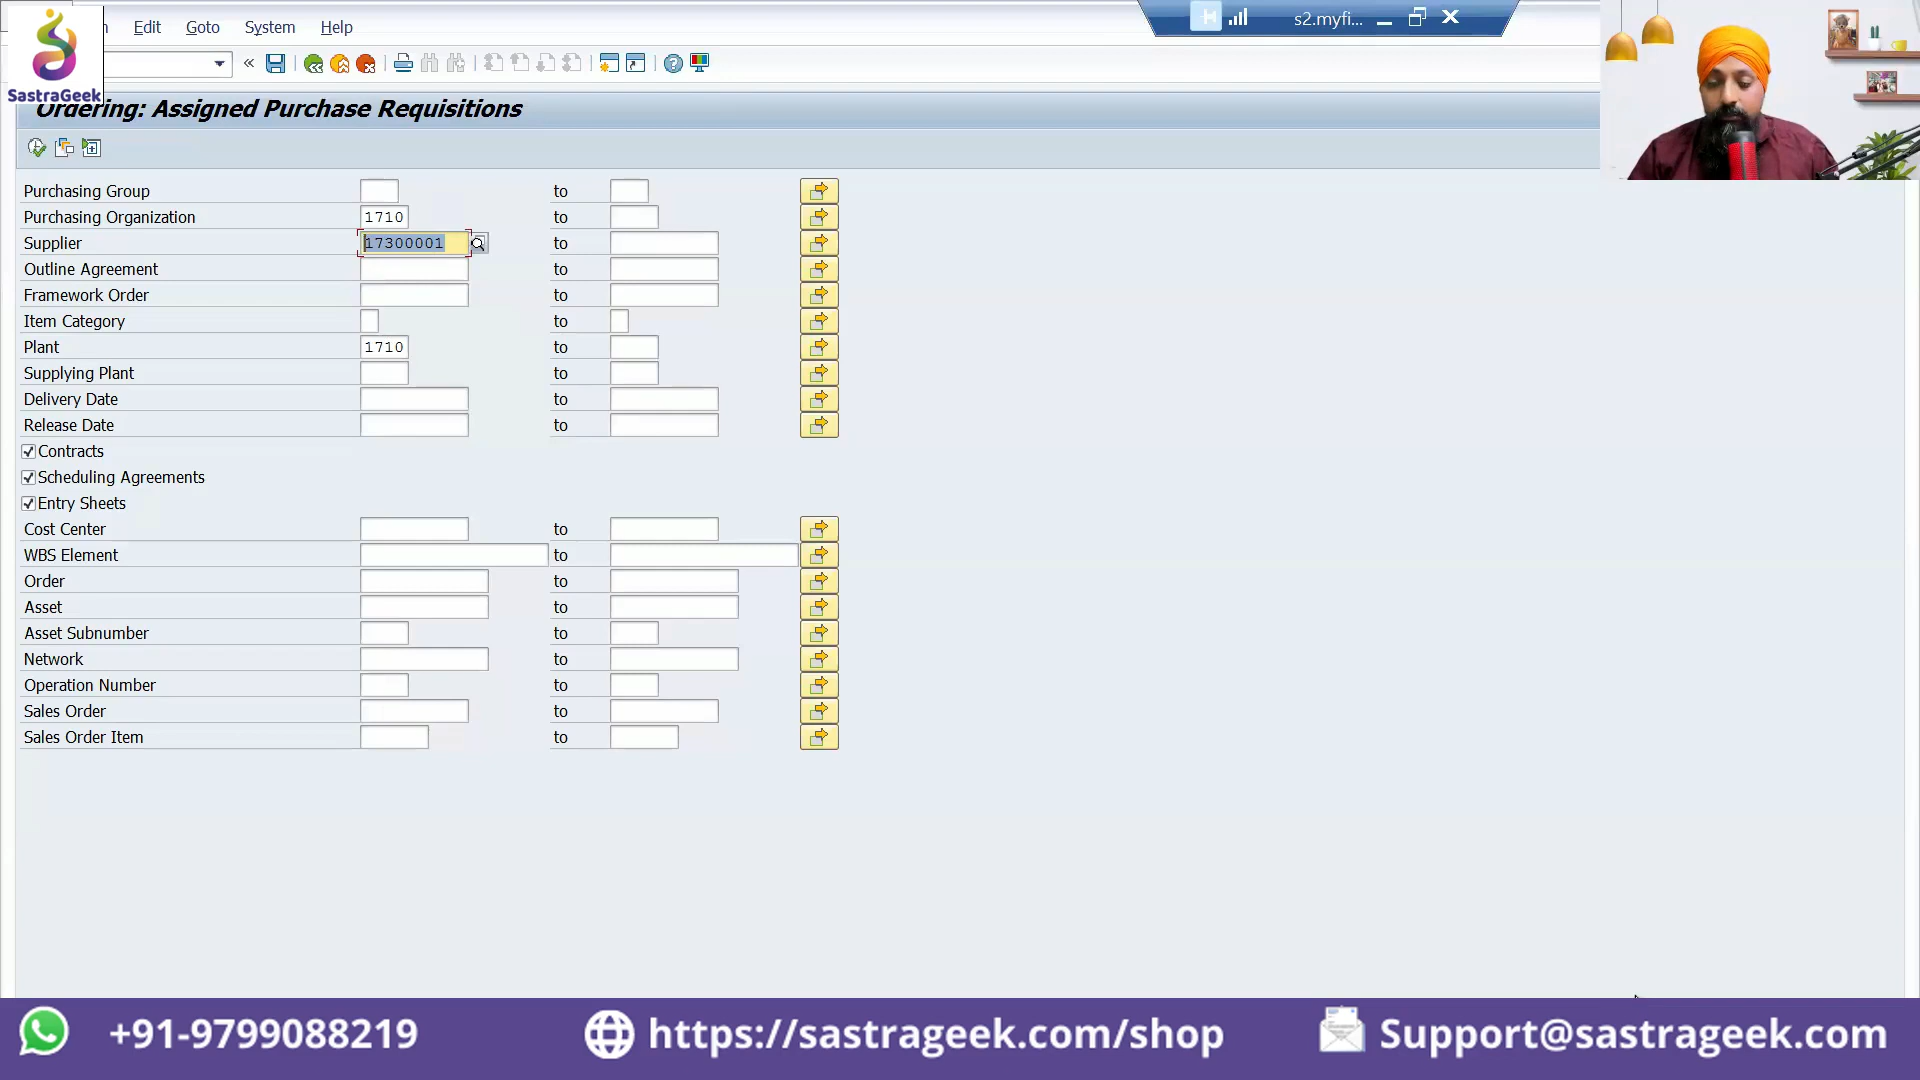 Edit Goto System Help
s2.myfi...
SastraGeek
Ordering: Assigned Purchase Requisitions
Purchasing Group to
Purchasing Organization 1710 to
Supplier 17300001 to
Outline Agreement to
Framework Order to
Item Category to
Plant 1710 to
Supplying Plant to
Delivery Date to
Release Date to
Contracts
Scheduling Agreements
Entry Sheets
Cost Center to
WBS Element to
Order to
Asset to
Asset Subnumber to
Network to
Operation Number to
Sales Order to
Sales Order Item to
+91-9799088219 https://sastrageek.com/shop Support@sastrageek.com